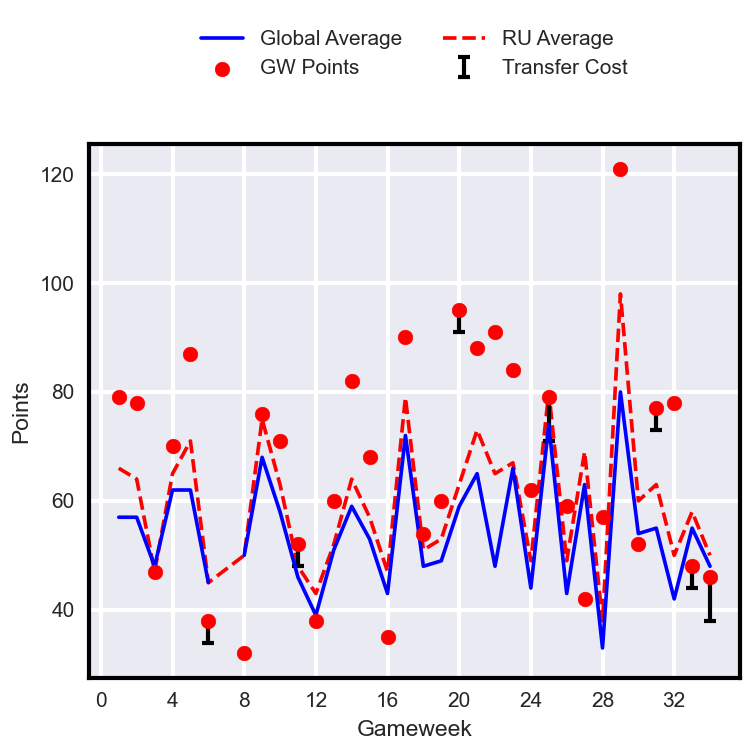 Global Average
RU Average
GW Points
Transfer Cost
120
100
80
60
40
Points
0 4 8 12 16 20 24 28 32
Gameweek